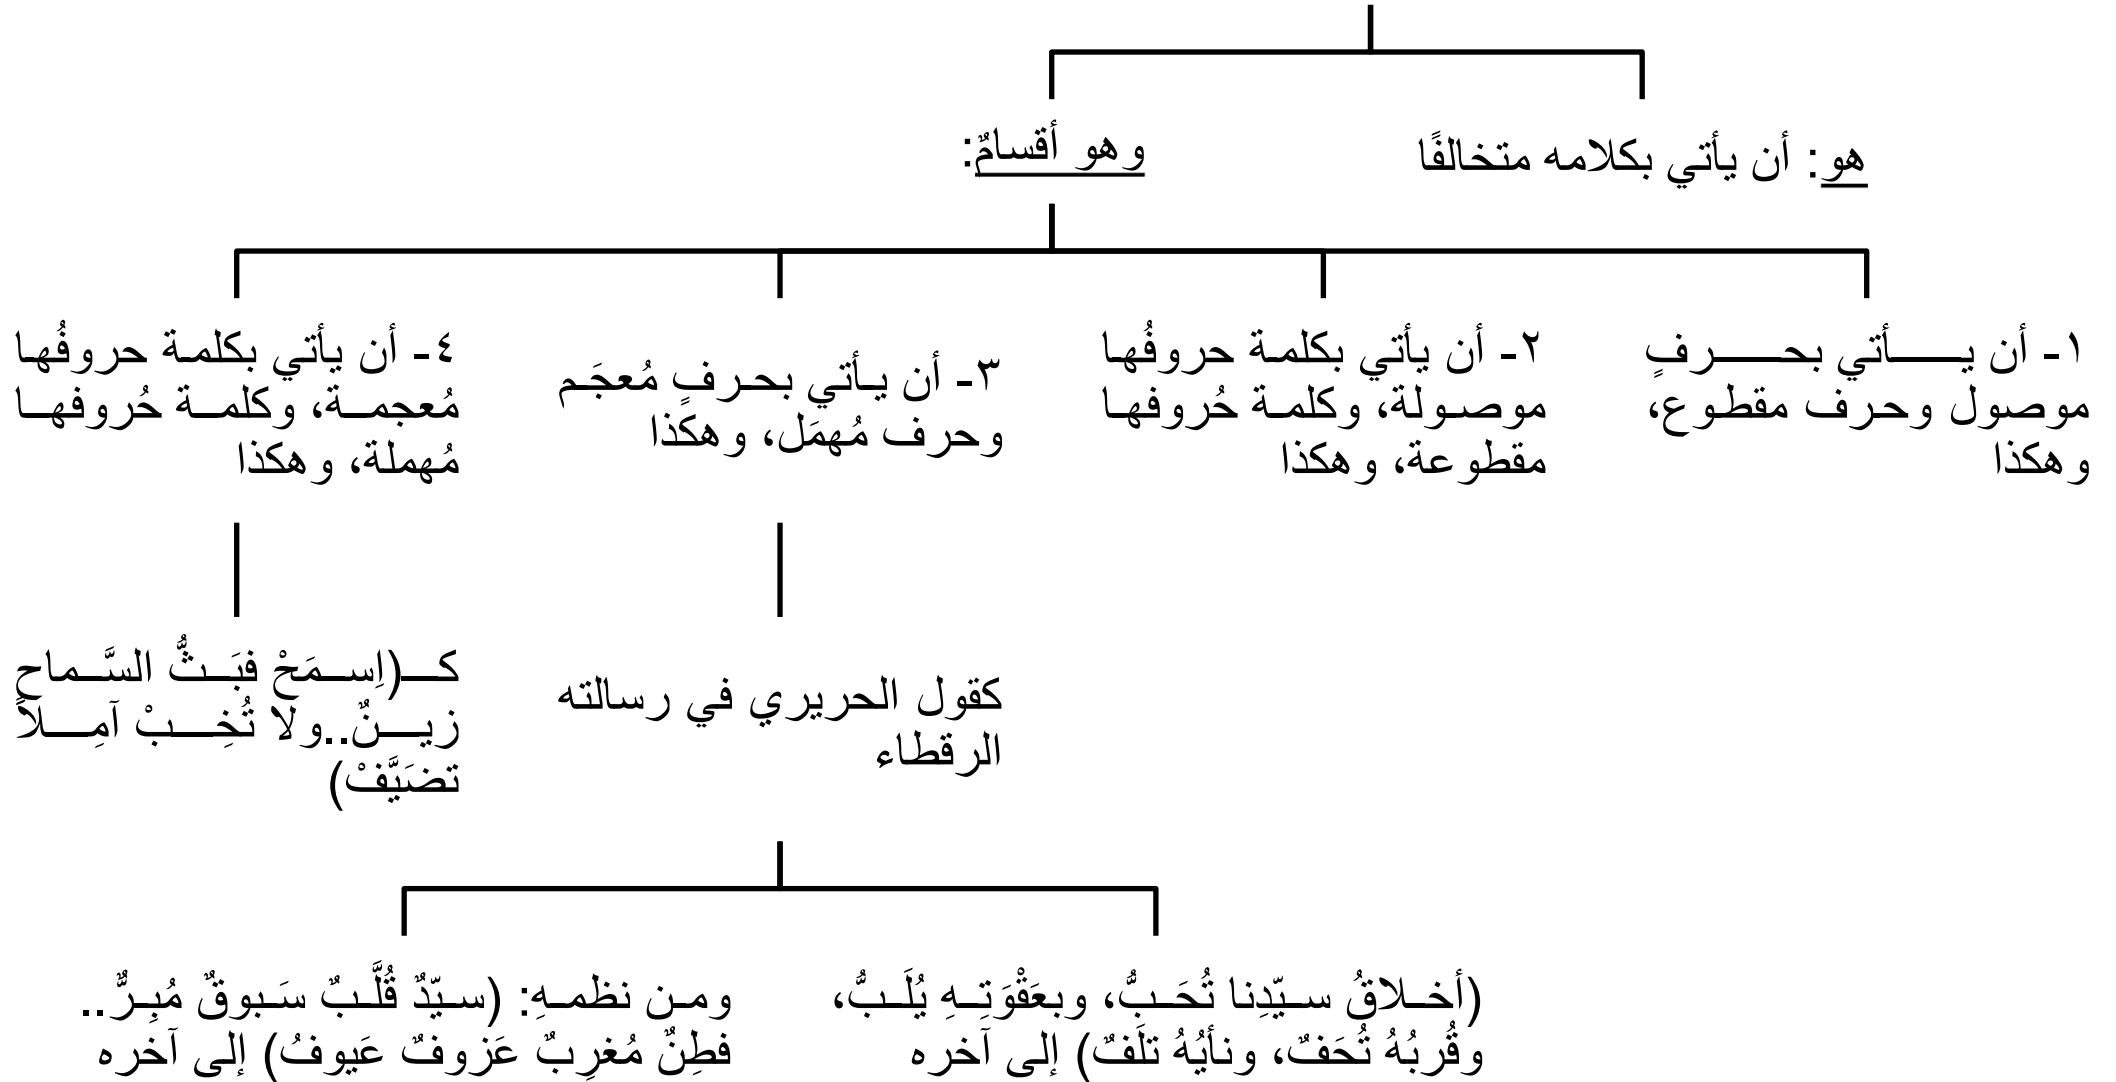 هو: أن يأتي بكلامه متخالفًا
وهو أقسامٌ:
١- أن يأتي بحرفٍ
موصول وحرف مقطوع،
وهكذا
٢- أن يأتي بكلمة حروفُها
موصولة، وكلمة حُروفها
مقطوعة، وهكذا
٣- أن يأتي بحرفٍ مُعجَم
وحرف مُهمَل، وهكذا
٤- أن يأتي بكلمة حروفُها
مُعجمة، وكلمة حُروفها
مُهملة، وهكذا
كقول الحريري في رسالته
الرقطاء
كـ(اِسمَحْ فبَثُّ السَّماحِ
زينٌ..ولا تُخِبْ آمِلاً
تضَيَّفْ)
(أخلاقُ سيّدِنا تُحَبُّ، وبعَقْوَتِهِ يُلَبُّ،
وقُربُهُ تُحَفٌ، ونأيُهُ تلَفٌ) إلى آخره
ومن نظمهِ: (سيّدٌ قُلَّبٌ سَبوقٌ مُبِرٌّ..
فطِنٌ مُغرِبٌ عَزوفٌ عَيوفُ) إلى آخره